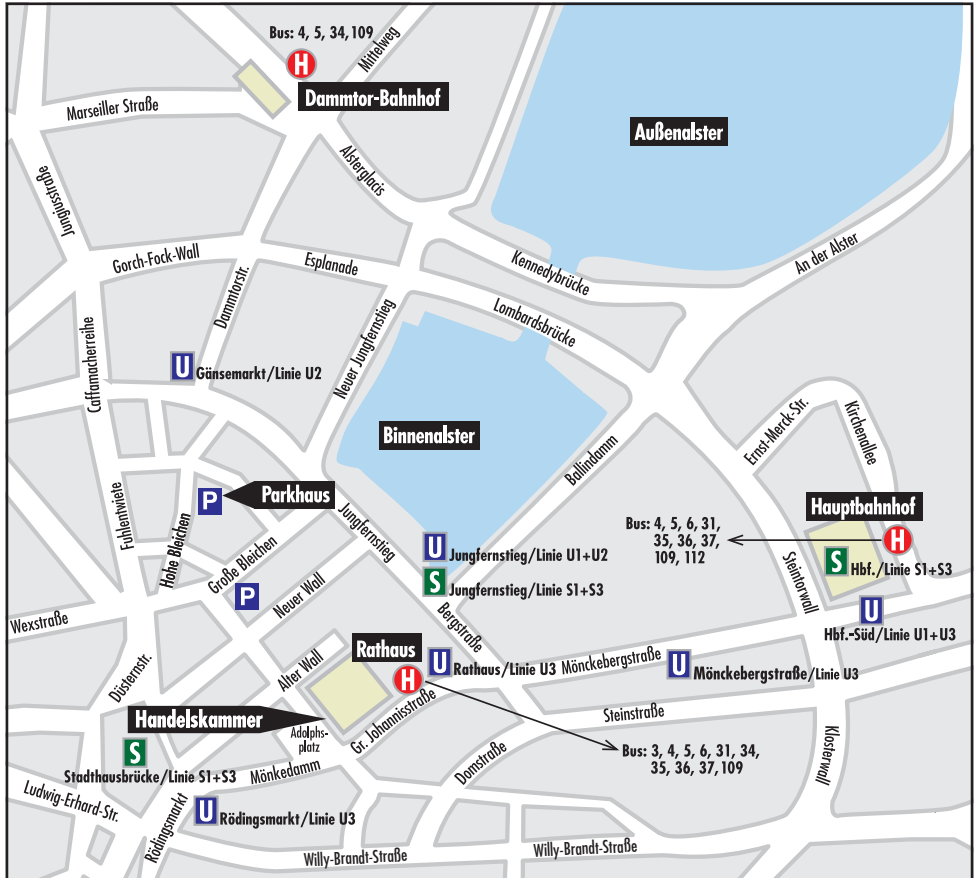 Bus: 4, 5, 34, 109
H
Mittelweg
Dammtor-Bahnhof
Marseiller Straße
Außenalster
Alsterglacis
Jungiusstraße
Gorch-Fock-Wall
Esplanade
Kennedybrücke
An der Alster
Dammtorstr.
Neuer Jungfernstieg
Lombardsbrücke
U Gänsemarkt/Linie U2
Caffamacherreihe
Binnenalster
Ballindamm
Ernst-Merck-Str.
Kirchenallee
P
Parkhaus
Hauptbahnhof
Fuhlentwiete
Hohe Bleichen
Jungfernstieg
Bus: 4, 5, 6, 31,
35, 36, 37,
109, 112
H
U Jungfernstieg/Linie U1+U2
S Jungfernstieg/Linie S1+S3
S Hbf./Linie S1+S3
Große Bleichen
P
Neuer Wall
Steintorwall
U
Hbf.-Süd/Linie U1+U3
Wexstraße
Bergstraße
Rathaus
H
U Rathaus/Linie U3
Mönckebergstraße
U Mönckebergstraße/Linie U3
Alter Wall
Düsternstr.
Handelskammer
Adolphs-
platz
Gr. Johannisstraße
Steinstraße
Klosterwall
S
Stadthausbrücke/Linie S1+S3
Mönkedamm
Domstraße
Bus: 3, 4, 5, 6, 31, 34,
35, 36, 37, 109
Ludwig-Erhard-Str.
Rödingsmarkt
U Rödingsmarkt/Linie U3
Willy-Brandt-Straße
Willy-Brandt-Straße